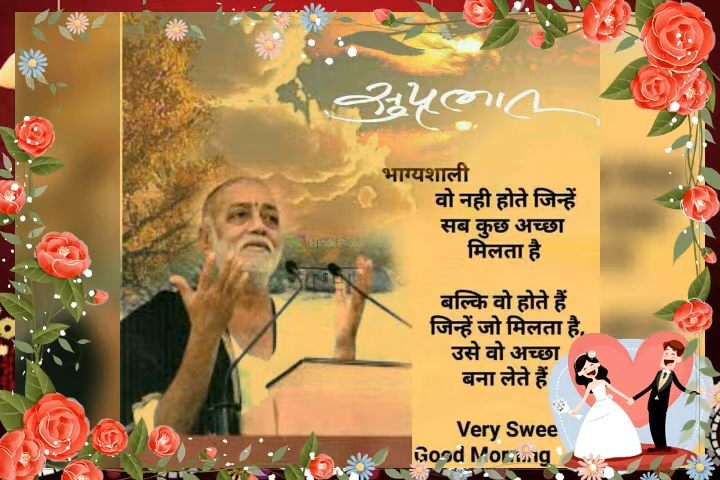 सुप्रभात
भाग्यशाली
वो नही होते जिन्हें
सब कुछ अच्छा
मिलता है
बल्कि वो होते हैं
जिन्हें जो मिलता है,
उसे वो अच्छा
बना लेते हैं
Very Swee
Good Morning